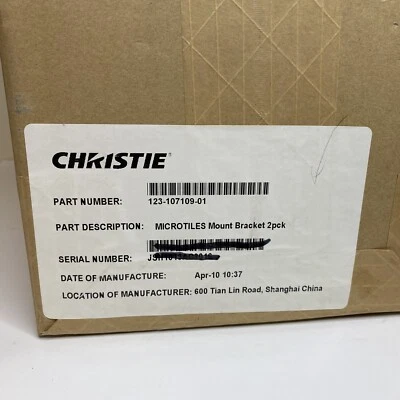 CHRISTIE®
PART NUMBER: 123-107109-01
PART DESCRIPTION: MICROTILES Mount Bracket 2pck
SERIAL NUMBER:
DATE OF MANUFACTURE: Apr-10 10:37
LOCATION OF MANUFACTURE: 600 Tian Lin Road, Shanghai China